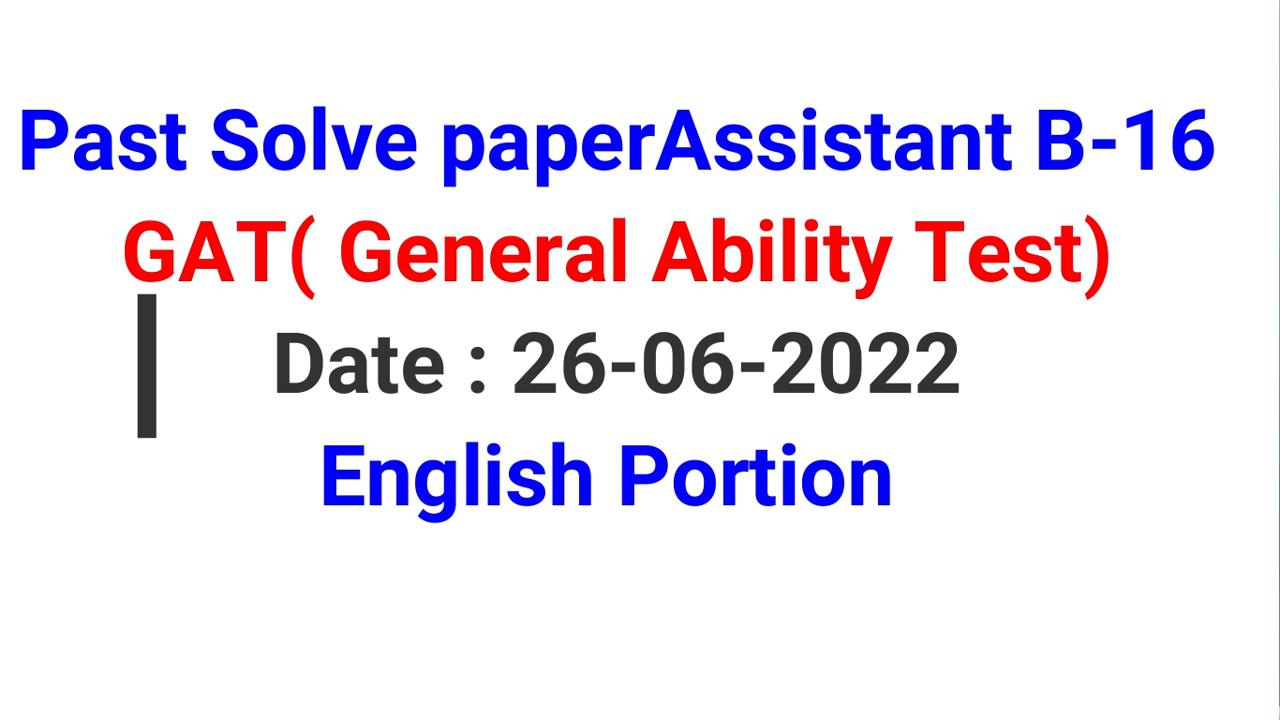 Past Solve paperAssistant B-16
GAT( General Ability Test)
Date : 26-06-2022
English Portion